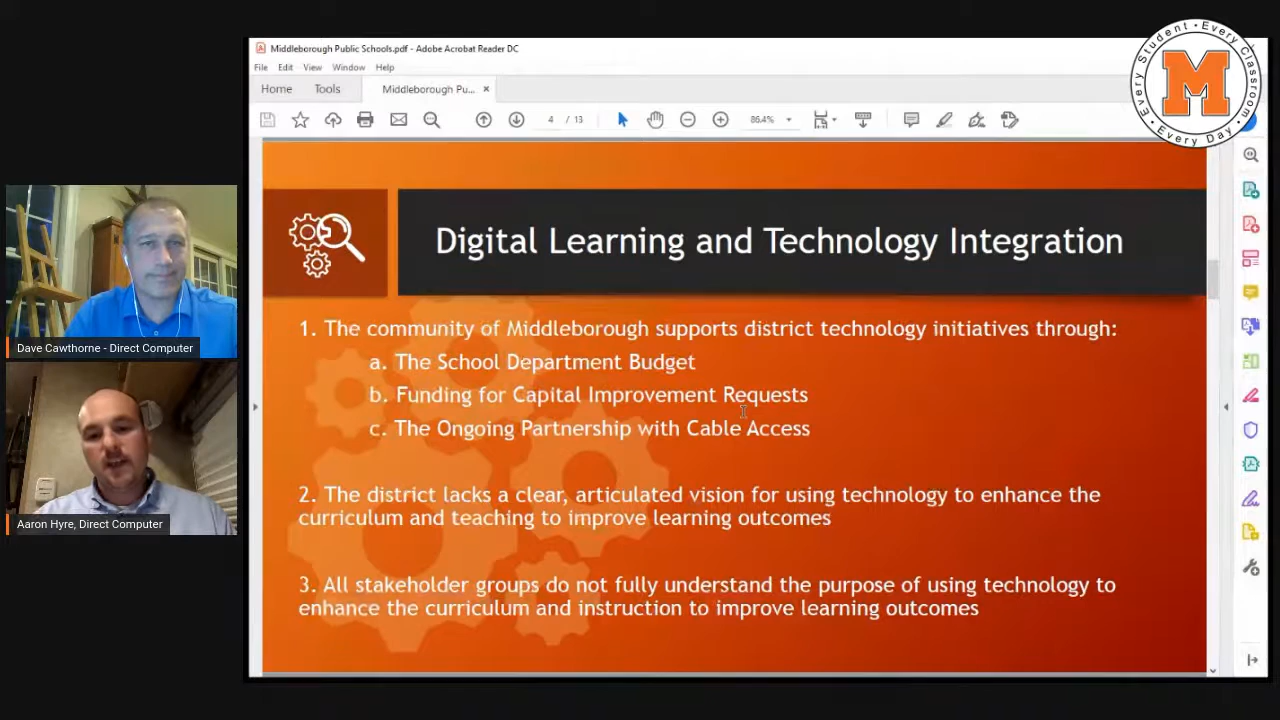 Middleborough Public Schools.pdf - Adobe Acrobat Reader DC
File Edit View Window Help
Home Tools Middleborough Pu... ×
4 / 13 86.4%
Every Student • Every Classroom • Every Day •
M
Digital Learning and Technology Integration
1. The community of Middleborough supports district technology initiatives through:
a. The School Department Budget
b. Funding for Capital Improvement Requests
c. The Ongoing Partnership with Cable Access
2. The district lacks a clear, articulated vision for using technology to enhance the
curriculum and teaching to improve learning outcomes
3. All stakeholder groups do not fully understand the purpose of using technology to
enhance the curriculum and instruction to improve learning outcomes
Dave Cawthorne - Direct Computer
Aaron Hyre, Direct Computer